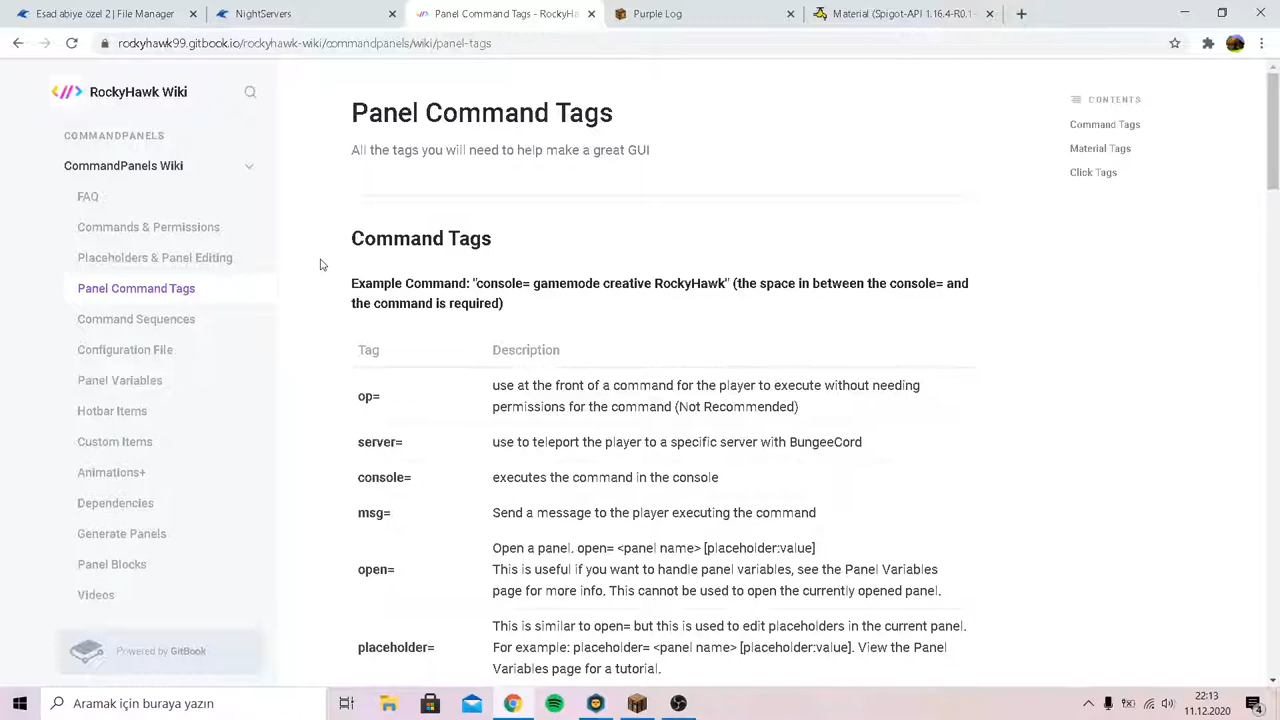 Esad abiye ozel 2 | File Manager
NightServers
Panel Command Tags - RockyHa
Purple Log
Material (Spigot-API 1.16.4-R0.1-
rockyhawk99.gitbook.io/rockyhawk-wiki/commandpanels/wiki/panel-tags
RockyHawk Wiki
COMMANDPANELS
CommandPanels Wiki
FAQ
Commands & Permissions
Placeholders & Panel Editing
Panel Command Tags
Command Sequences
Configuration File
Panel Variables
Hotbar Items
Custom Items
Animations+
Dependencies
Generate Panels
Panel Blocks
Videos
Powered by GitBook
Panel Command Tags
All the tags you will need to help make a great GUI
Command Tags
Example Command: "console= gamemode creative RockyHawk" (the space in between the console= and
the command is required)
Tag Description
op= use at the front of a command for the player to execute without needing
permissions for the command (Not Recommended)
server= use to teleport the player to a specific server with BungeeCord
console= executes the command in the console
msg= Send a message to the player executing the command
Open a panel. open= <panel name> [placeholder:value]
open= This is useful if you want to handle panel variables, see the Panel Variables
page for more info. This cannot be used to open the currently opened panel.
This is similar to open= but this is used to edit placeholders in the current panel.
placeholder= For example: placeholder= <panel name> [placeholder:value]. View the Panel
Variables page for a tutorial.
CONTENTS
Command Tags
Material Tags
Click Tags
Aramak için buraya yazın
22:13
11.12.2020
4